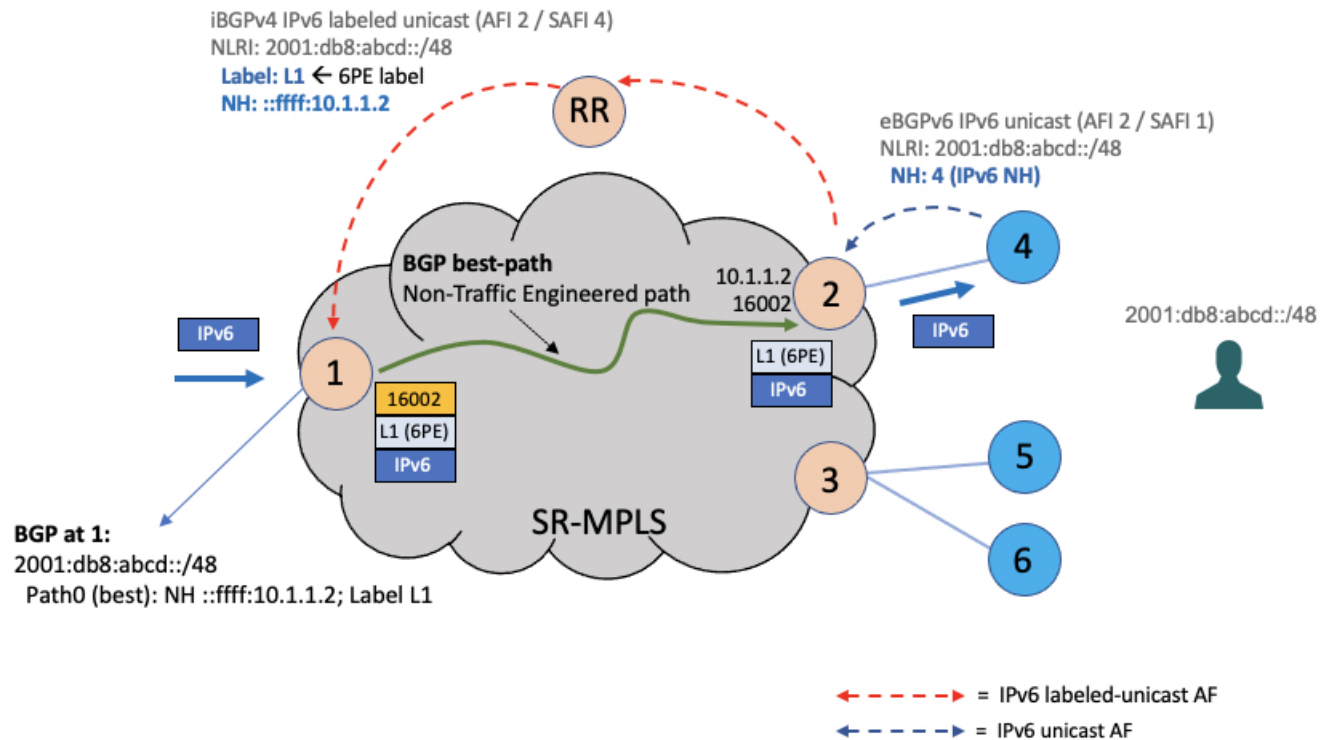 iBGPv4 IPv6 labeled unicast (AFI 2 / SAFI 4)
NLRI: 2001:db8:abcd::/48
Label: L1 ← 6PE label
NH: ::ffff:10.1.1.2
RR
eBGPv6 IPv6 unicast (AFI 2 / SAFI 1)
NLRI: 2001:db8:abcd::/48
NH: 4 (IPv6 NH)
4
BGP best-path
Non-Traffic Engineered path
10.1.1.2
16002
2
IPv6
IPv6
2001:db8:abcd::/48
1
16002
L1 (6PE)
IPv6
L1 (6PE)
IPv6
3
5
6
SR-MPLS
BGP at 1:
2001:db8:abcd::/48
Path0 (best): NH ::ffff:10.1.1.2; Label L1
= IPv6 labeled-unicast AF
= IPv6 unicast AF